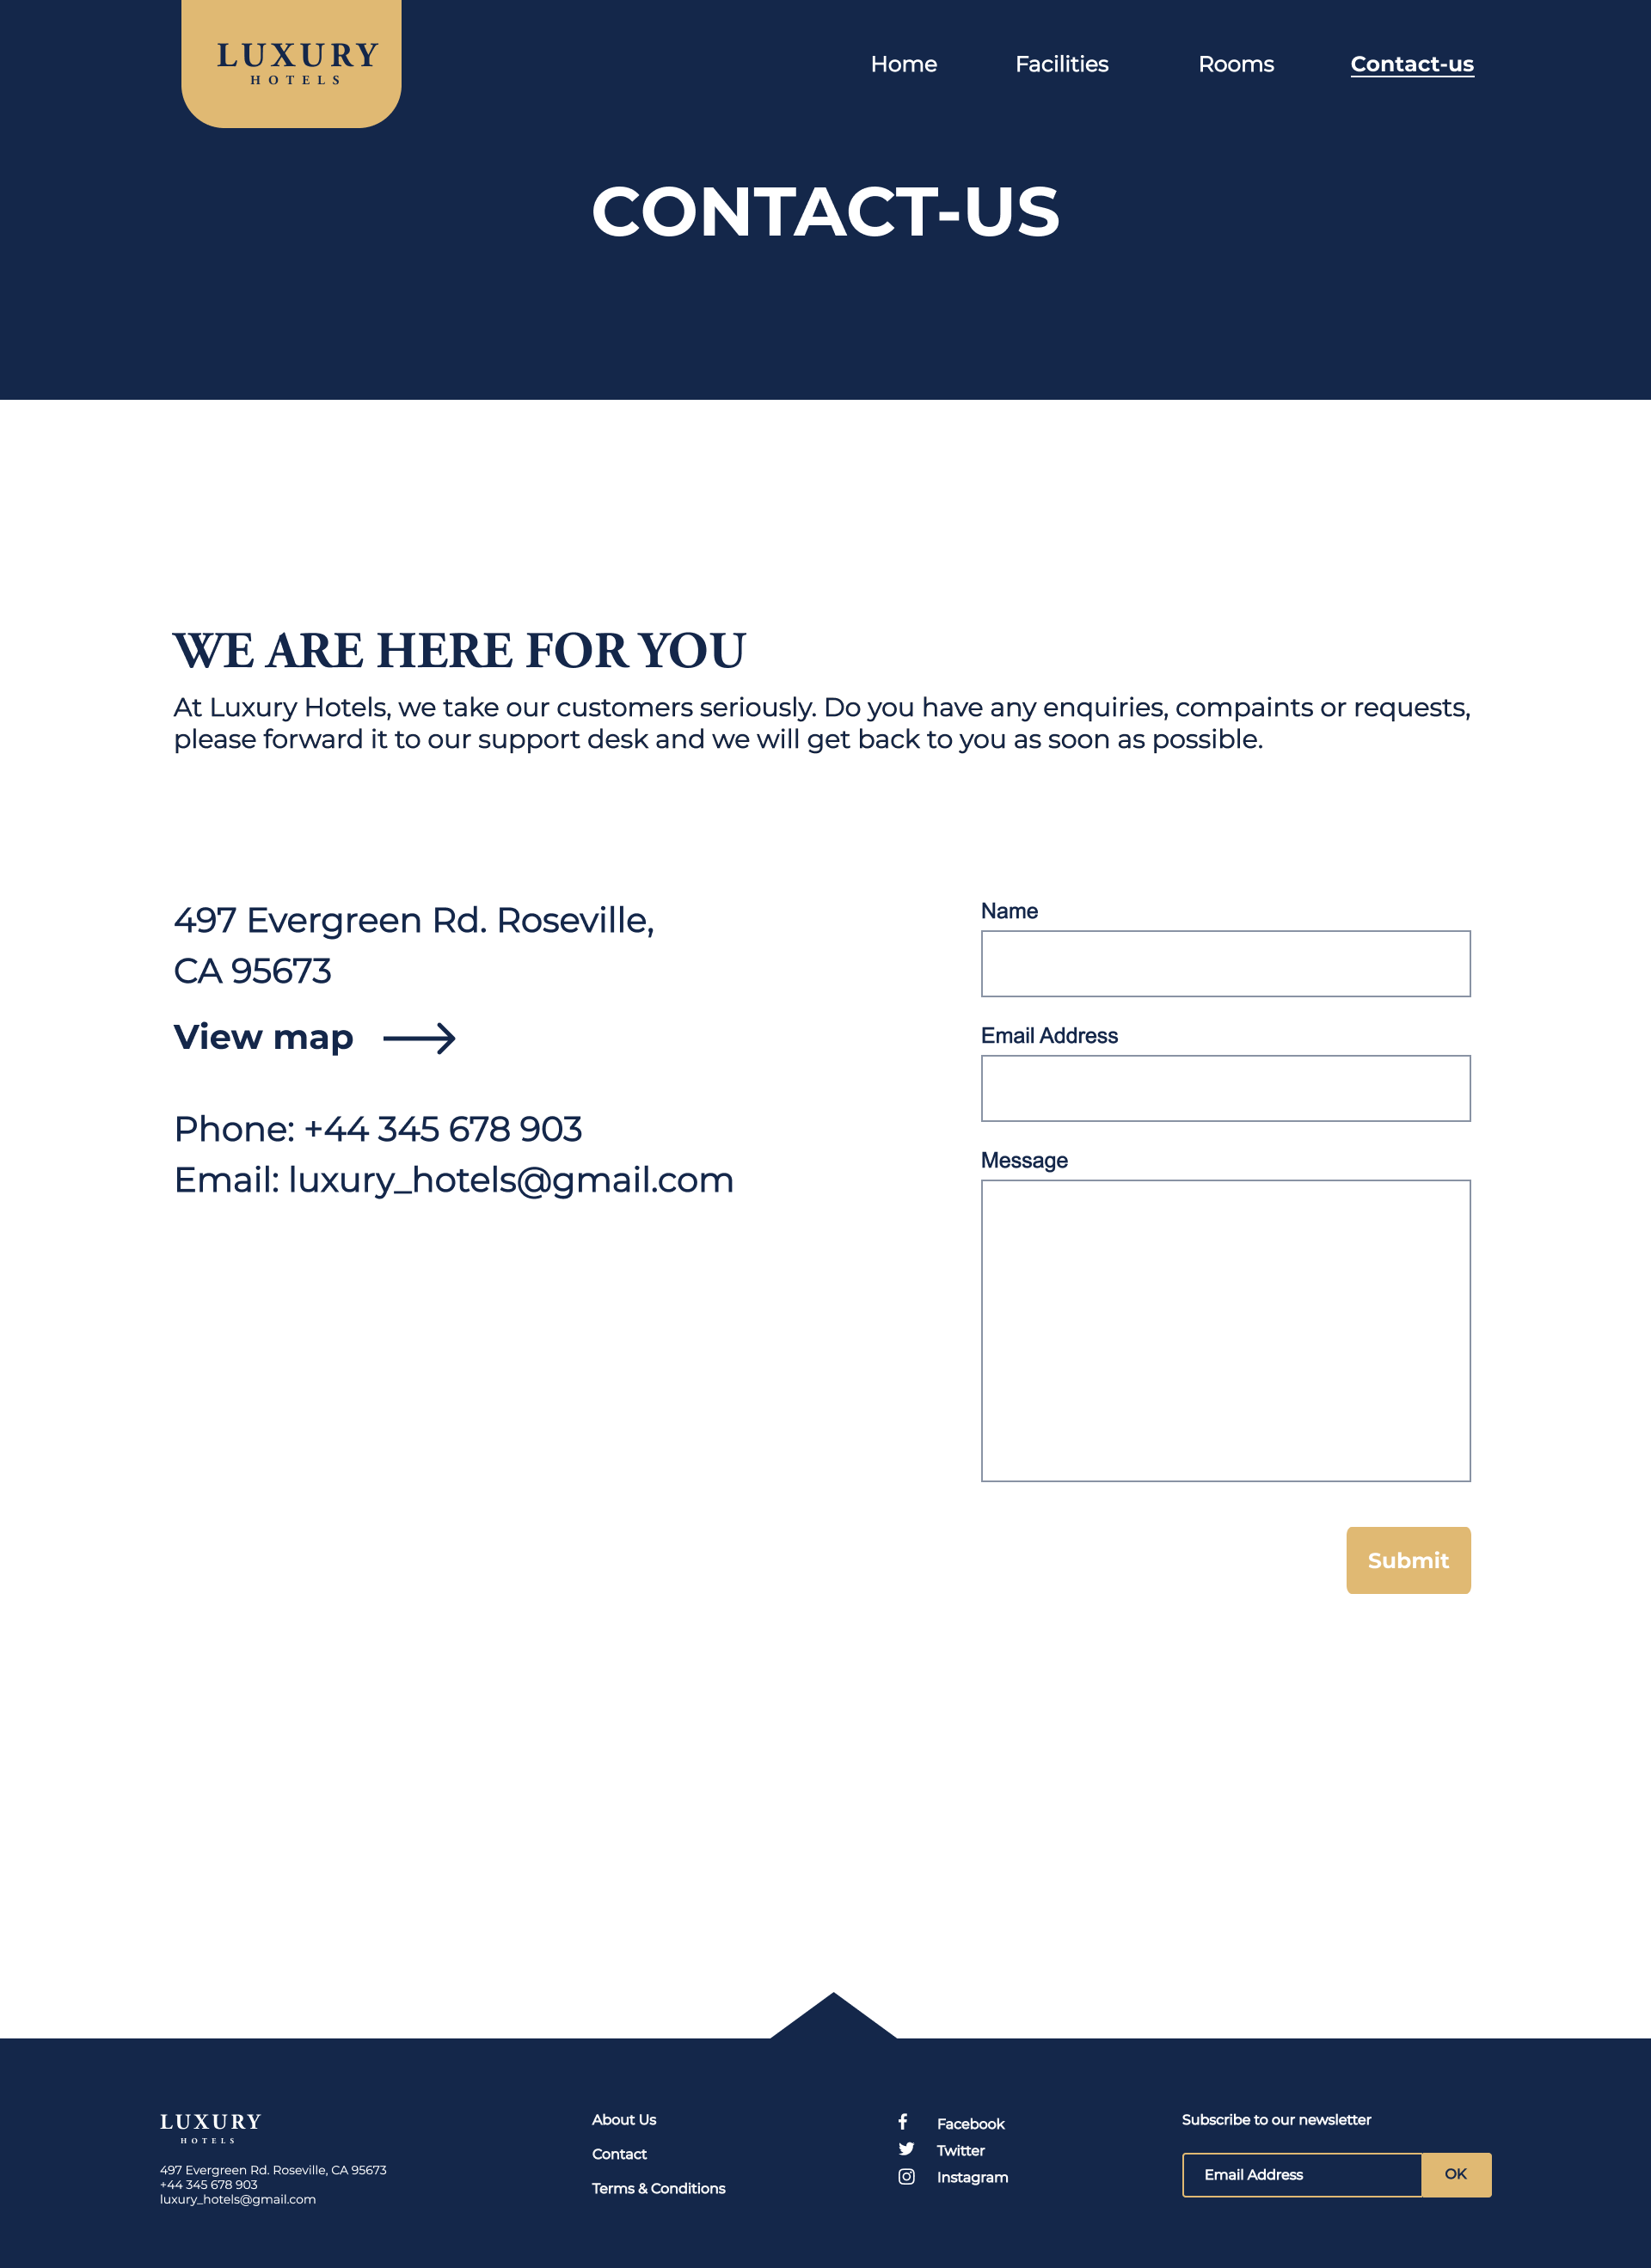 LUXURY
HOTELS
Home
Facilities
Rooms
Contact-us
CONTACT-US
WE ARE HERE FOR YOU
At Luxury Hotels, we take our customers seriously. Do you have any enquiries, compaints or requests,
please forward it to our support desk and we will get back to you as soon as possible.
497 Evergreen Rd. Roseville,
CA 95673
View map
Phone: +44 345 678 903
Email: luxury_hotels@gmail.com
Name
Email Address
Message
Submit
LUXURY
HOTELS
497 Evergreen Rd. Roseville, CA 95673
+44 345 678 903
luxury_hotels@gmail.com
About Us
Contact
Terms & Conditions
Facebook
Twitter
Instagram
Subscribe to our newsletter
Email Address
OK